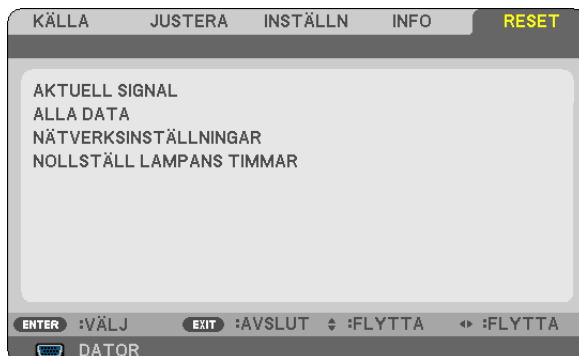 KÄLLA JUSTERA INSTÄLLN INFO RESET
AKTUELL SIGNAL
ALLA DATA
NÄTVERKSINSTÄLLNINGAR
NOLLSTÄLL LAMPANS TIMMAR
ENTER :VÄLJ EXIT :AVSLUT :FLYTTA :FLYTTA
DATOR